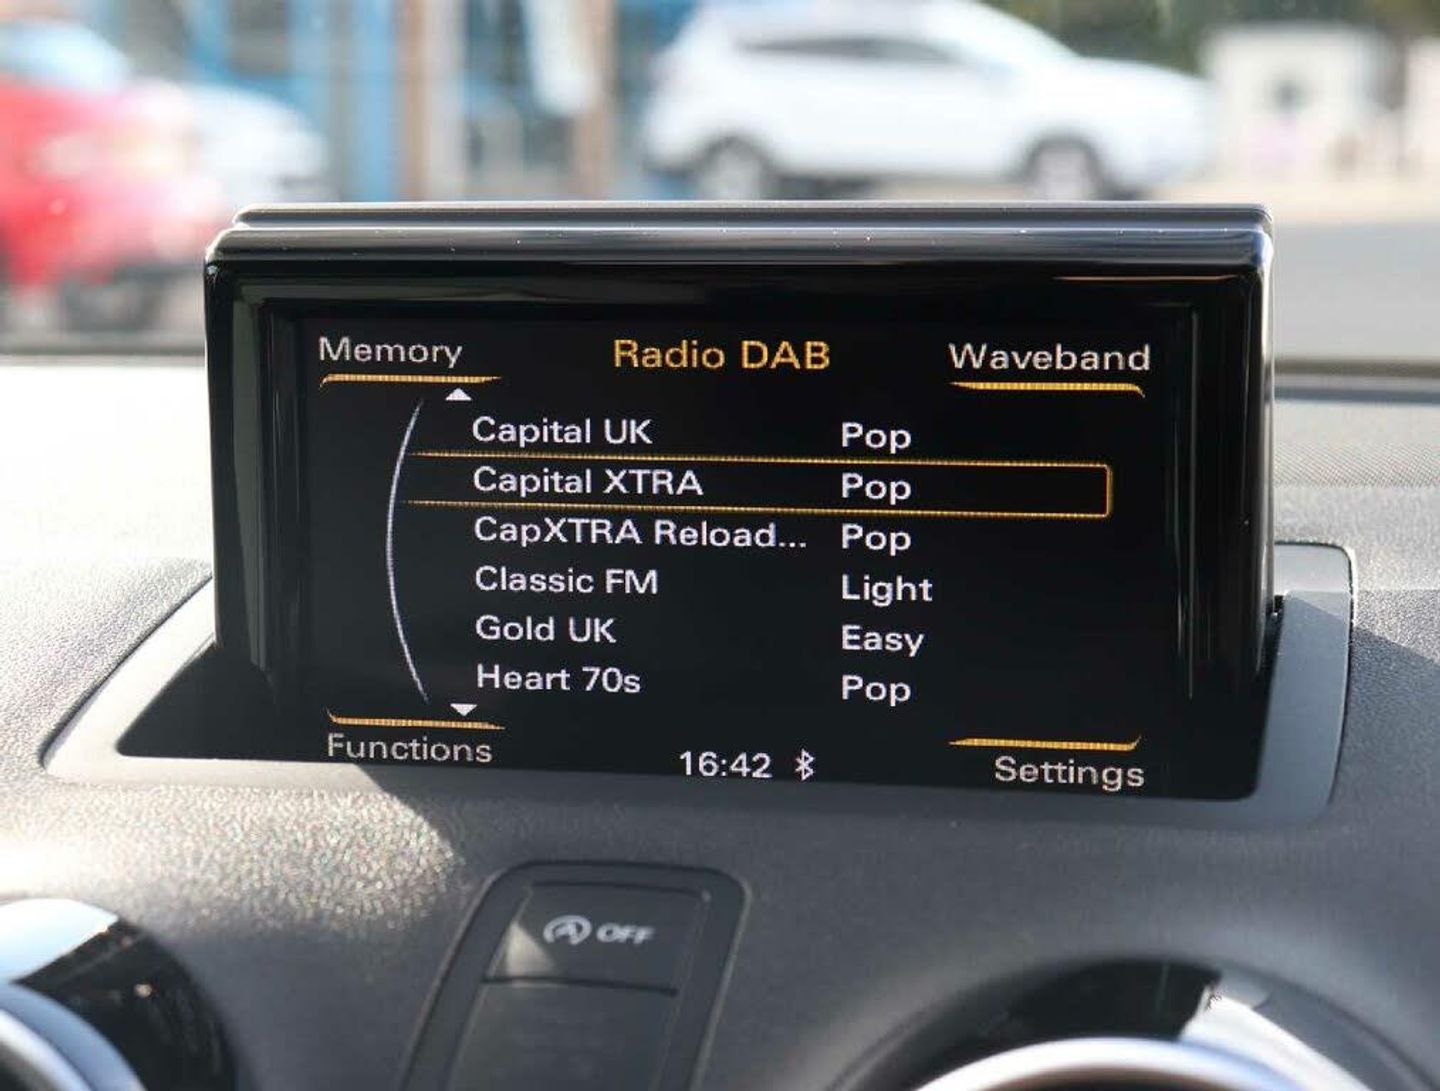 Memory Radio DAB Waveband
Capital UK Pop
Capital XTRA Pop
CapXTRA Reload... Pop
Classic FM Light
Gold UK Easy
Heart 70s Pop
Functions 16:42 Settings
A OFF